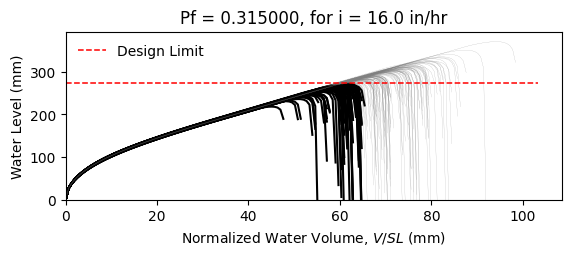 Pf = 0.315000, for i = 16.0 in/hr
Design Limit
Water Level (mm)
300
200
100
0
0 20 40 60 80 100
Normalized Water Volume, V/SL (mm)